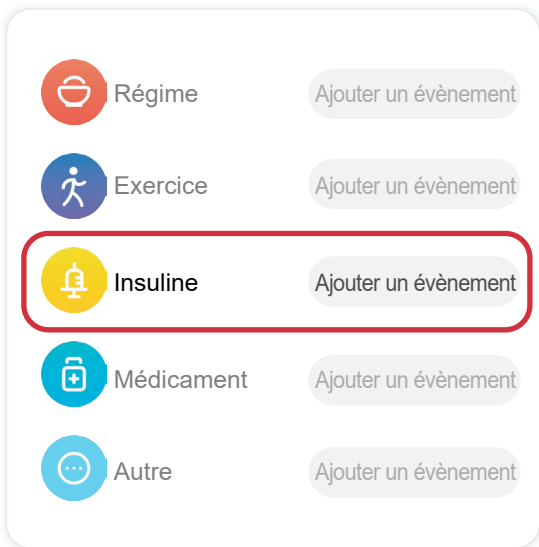 Régime Ajouter un évènement
Exercice Ajouter un évènement
Insuline Ajouter un évènement
Médicament Ajouter un évènement
Autre Ajouter un évènement